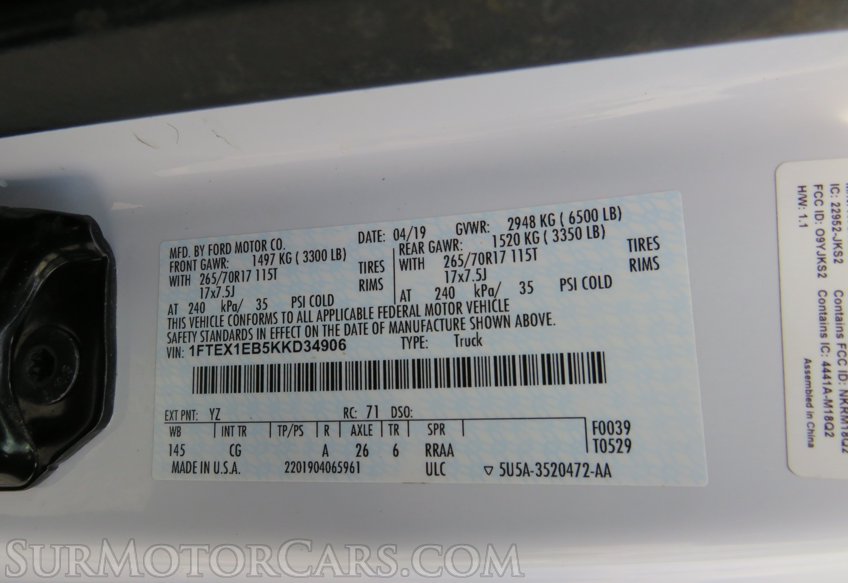 MFD. BY FORD MOTOR CO.
DATE: 04/19 GVWR: 2948 KG ( 6500 LB)
FRONT GAWR: 1497 KG ( 3300 LB)
WITH 265/70R17 115T TIRES
17x7.5J RIMS
AT 240 kPa/ 35 PSI COLD
REAR GAWR: 1520 KG ( 3350 LB)
WITH 265/70R17 115T TIRES
17x7.5J RIMS
AT 240 kPa/ 35 PSI COLD
THIS VEHICLE CONFORMS TO ALL APPLICABLE FEDERAL MOTOR VEHICLE
SAFETY STANDARDS IN EFFECT ON THE DATE OF MANUFACTURE SHOWN ABOVE.
VIN: 1FTEX1EB5KKD34906 TYPE: Truck
EXT PNT: YZ RC: 71 DSO:
WB INT TR TP/PS R AXLE TR SPR F0039
145 CG A 26 6 RRAA T0529
MADE IN U.S.A. 2201904065961 ULC ▽ 5U5A-3520472-AA
IC: 22952-JKS2 Contains FCC ID: NKRM18Q2
FCC ID: O9YJKS2 Contains IC: 4441A-M18Q2
H/W: 1.1 Assembled in China
SurMotorCars.com